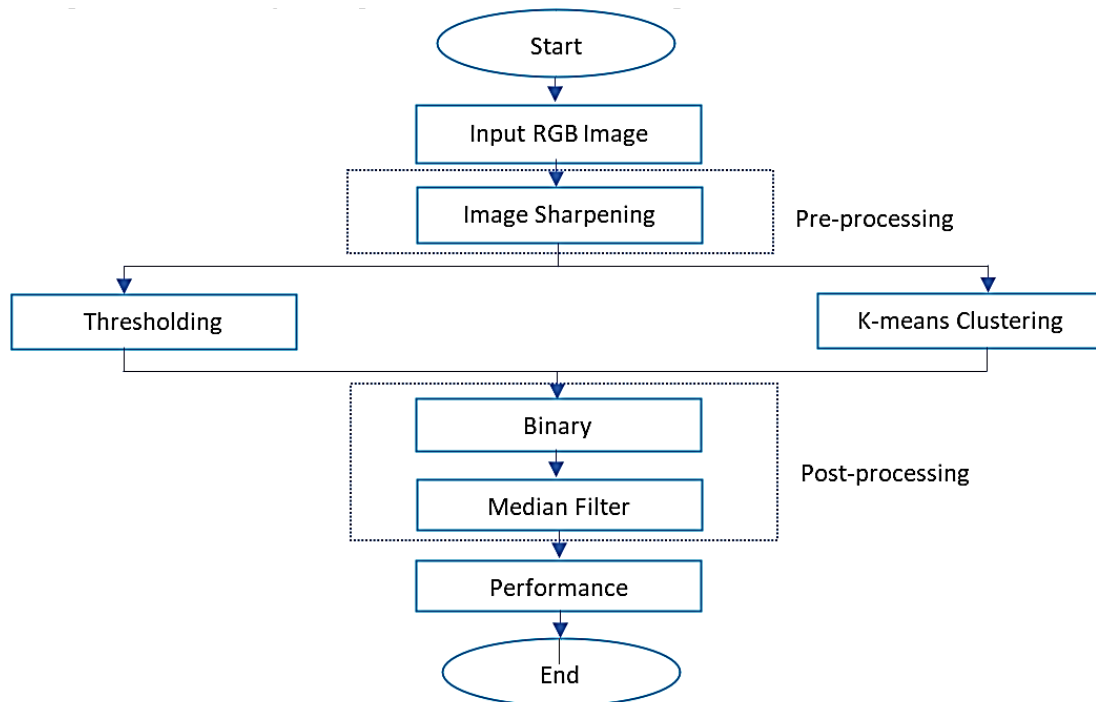 Start
Input RGB Image
Image Sharpening
Pre-processing
Thresholding
K-means Clustering
Binary
Post-processing
Median Filter
Performance
End